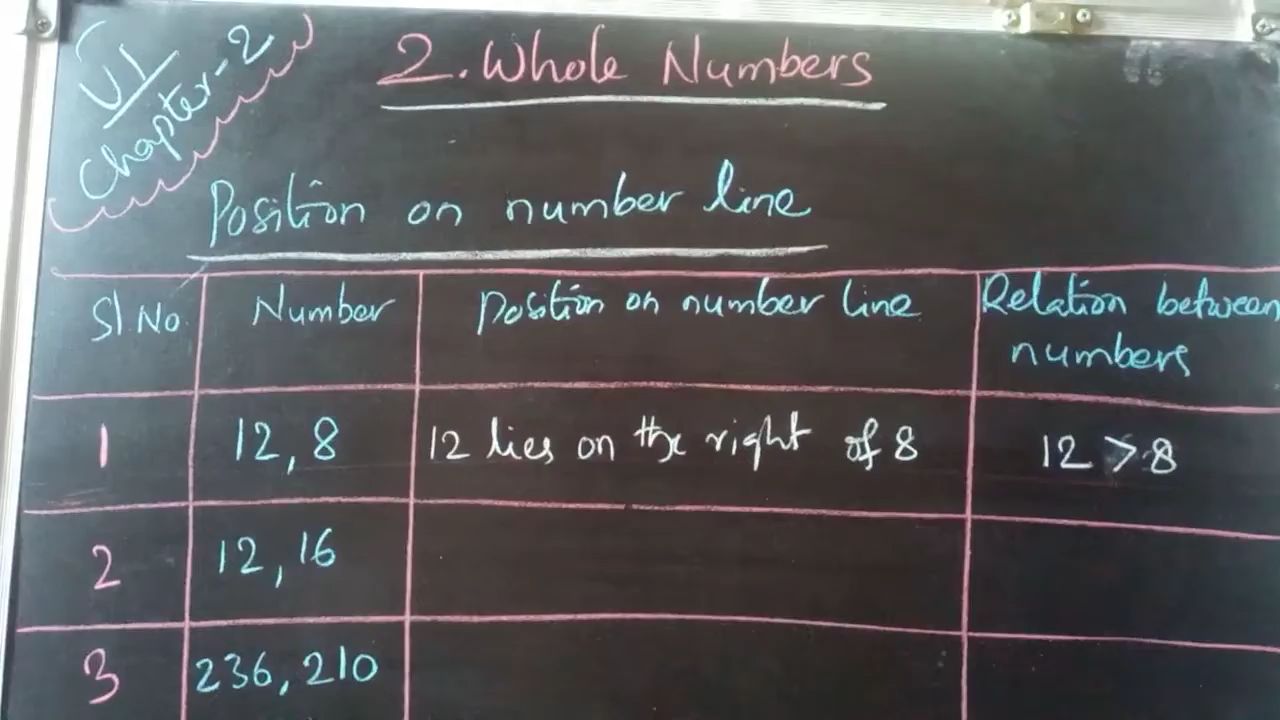 VI
Chapter-2
2. Whole Numbers
Position on number line
Sl.No. Number Position on number line Relation between
numbers
1 12, 8 12 lies on the right of 8 12 > 8
2 12, 16
3 236, 210